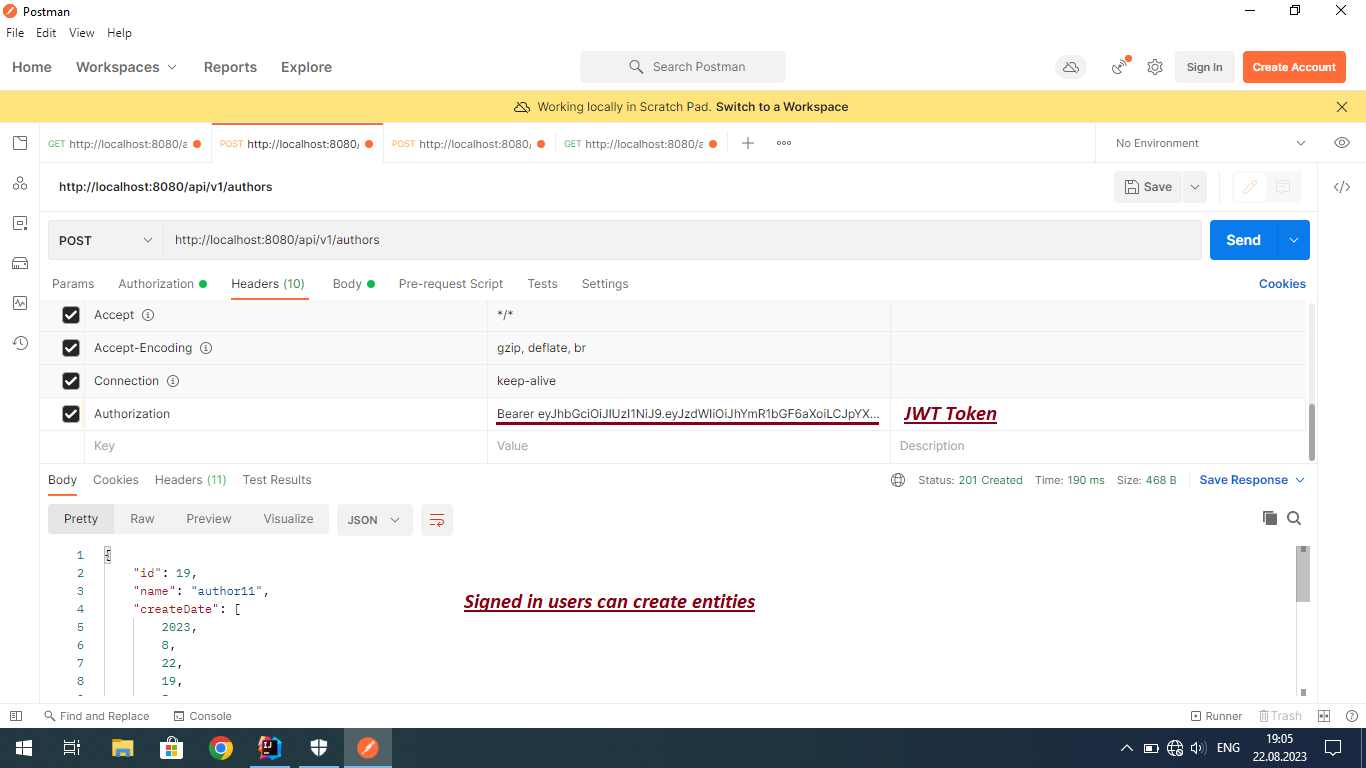 Postman
File Edit View Help
Home Workspaces Reports Explore Search Postman Sign In Create Account
Working locally in Scratch Pad. Switch to a Workspace
GET http://localhost:8080/a POST http://localhost:8080/ POST http://localhost:8080/ GET http://localhost:8080/a No Environment
http://localhost:8080/api/v1/authors Save
POST http://localhost:8080/api/v1/authors Send
Params Authorization Headers (10) Body Pre-request Script Tests Settings Cookies
Accept */*
Accept-Encoding gzip, deflate, br
Connection keep-alive
Authorization Bearer eyJhbGciOiJIUzI1NiJ9.eyJzdWIiOiJhYmR1bGF6aXoiLCJpYX... JWT Token
Key Value Description
Body Cookies Headers (11) Test Results Status: 201 Created Time: 190 ms Size: 468 B Save Response
Pretty Raw Preview Visualize JSON
1 {
2 "id": 19,
3 "name": "author11",
Signed in users can create entities
4 "createDate": [
5 2023,
6 8,
7 22,
8 19,
Find and Replace Console Runner Trash
ENG 19:05
22.08.2023